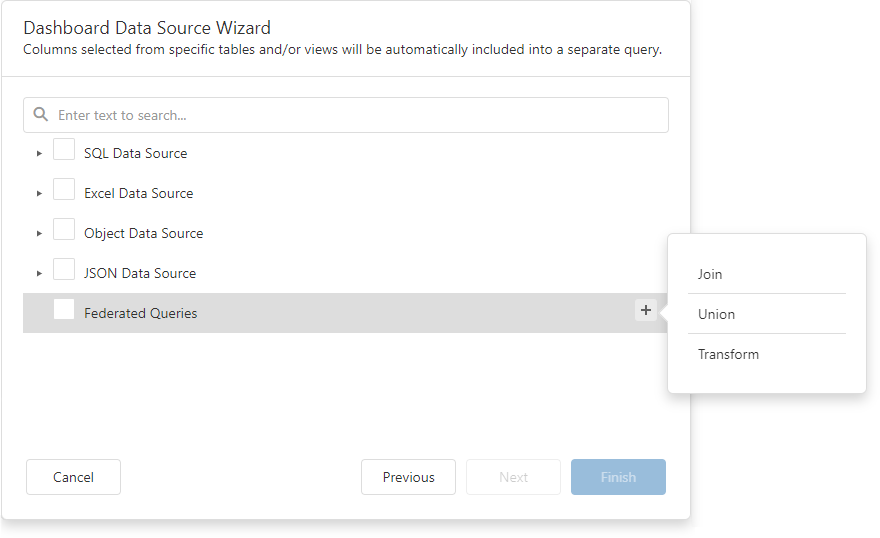 Dashboard Data Source Wizard
Columns selected from specific tables and/or views will be automatically included into a separate query.
Enter text to search...
SQL Data Source
Excel Data Source
Object Data Source
JSON Data Source
Federated Queries
Join
Union
Transform
Cancel
Previous
Next
Finish